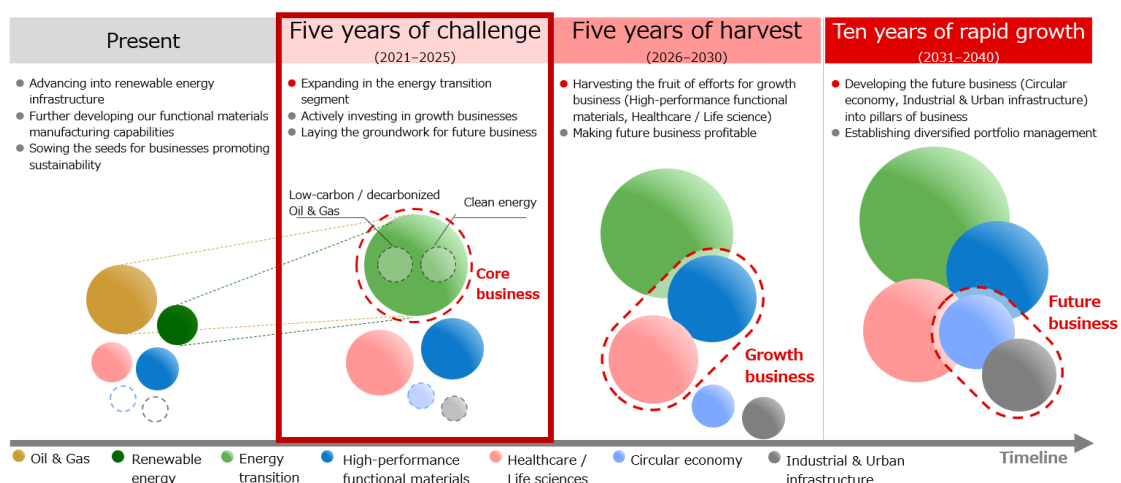 Present
Five years of challenge
(2021–2025)
Five years of harvest
(2026–2030)
Ten years of rapid growth
(2031–2040)
Advancing into renewable energy
infrastructure
Further developing our functional materials
manufacturing capabilities
Sowing the seeds for businesses promoting
sustainability
Expanding in the energy transition
segment
Actively investing in growth businesses
Laying the groundwork for future business
Harvesting the fruit of efforts for growth
business (High-performance functional
materials, Healthcare / Life science)
Making future business profitable
Developing the future business (Circular
economy, Industrial & Urban infrastructure)
into pillars of business
Establishing diversified portfolio management
Low-carbon / decarbonized
Oil & Gas
Clean energy
Core
business
Growth
business
Future
business
Timeline
Oil & Gas
Renewable
energy
Energy
transition
High-performance
functional materials
Healthcare /
Life sciences
Circular economy
Industrial & Urban
infrastructure